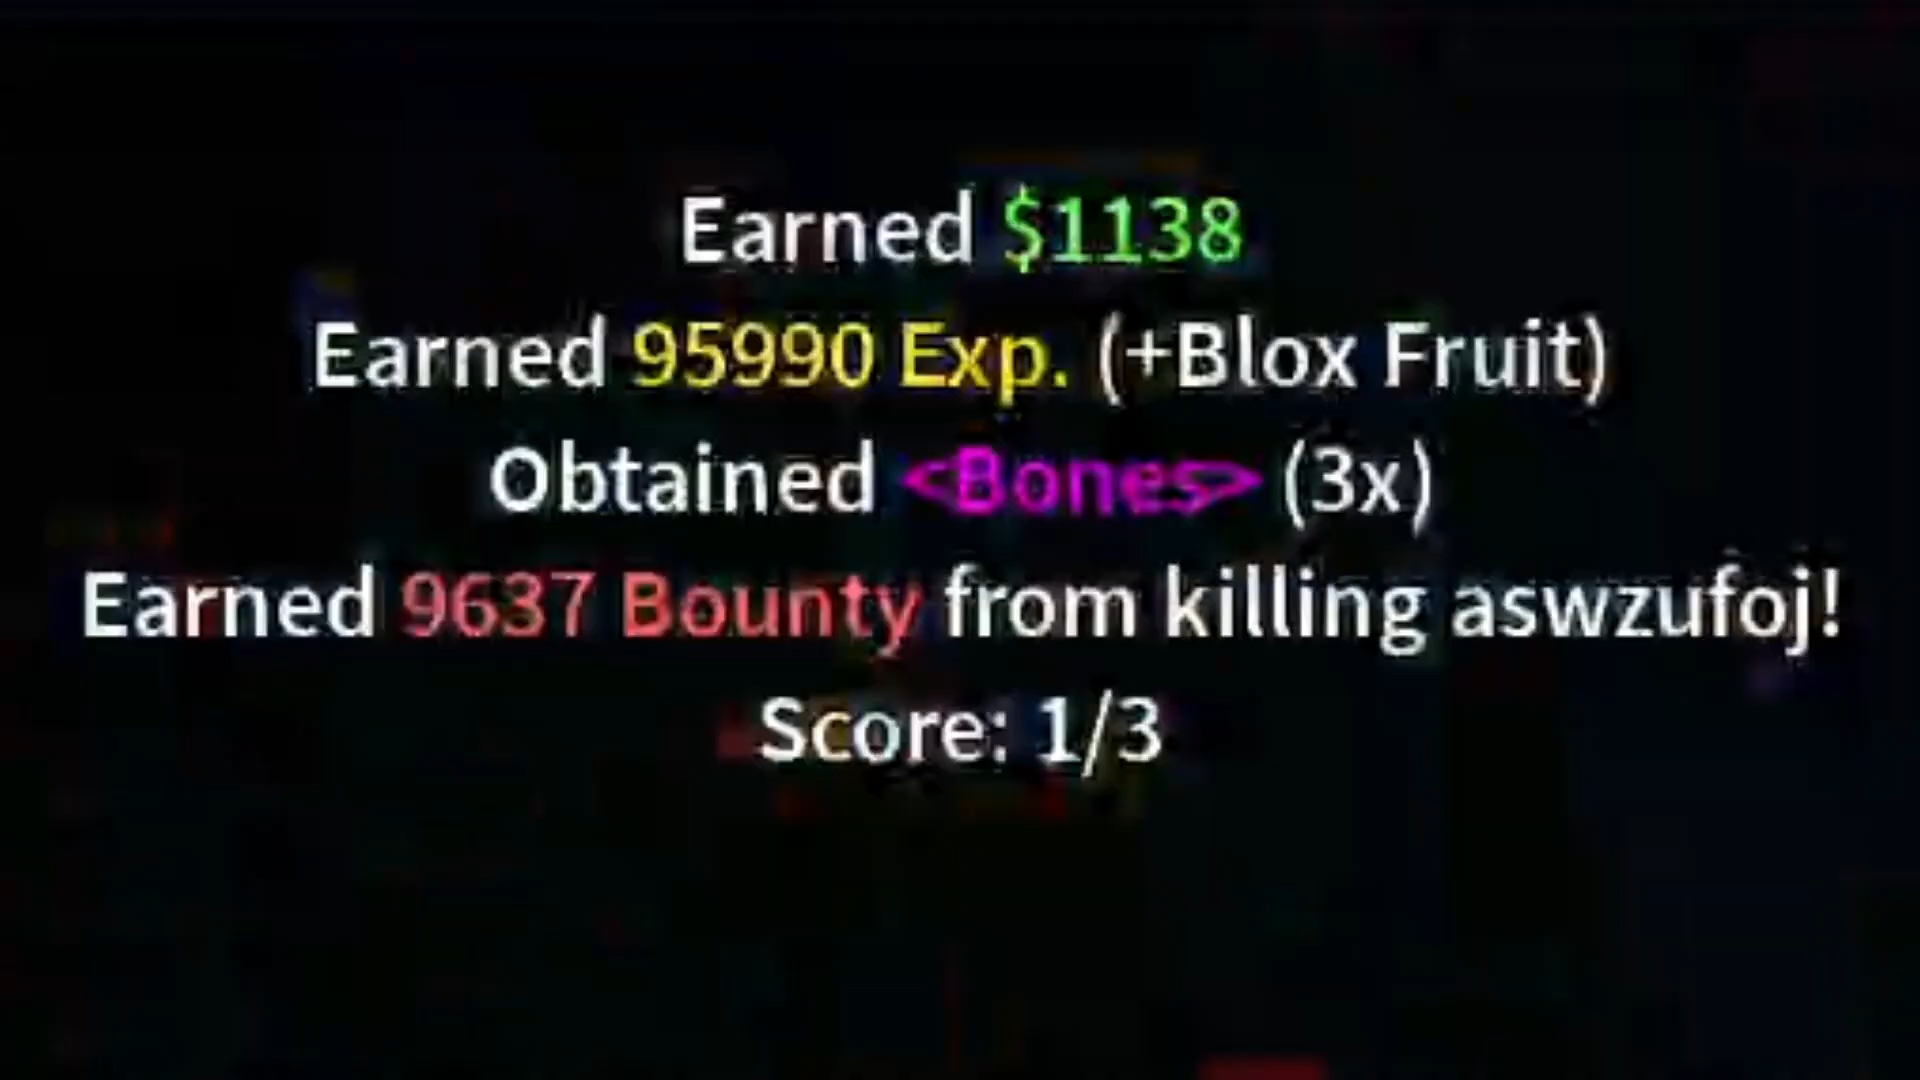 Earned $1138
Earned 95990 Exp. (+Blox Fruit)
Obtained <Bones> (3x)
Earned 9637 Bounty from killing aswzufoj!
Score: 1/3